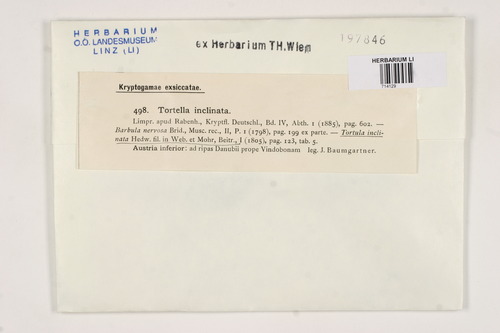 HERBARIUM
O.Ö. LANDESMUSEUM
LINZ (LI)
ex Herbarium TH.Wien
197846
HERBARIUM LI
714129
Kryptogamae exsiccatae.
498. Tortella inclinata.
Limpr. apud Rabenh., Kryptfl. Deutschl., Bd. IV, Abth. 1 (1885), pag. 602. —
Barbula nervosa Brid., Musc. rec., II, P. 1 (1798), pag. 199 ex parte. — Tortula incli-
nata Hedw. fil. in Web. et Mohr, Beitr., I (1805), pag. 123, tab. 5.
Austria inferior: ad ripas Danubii prope Vindobonam leg. J. Baumgartner.